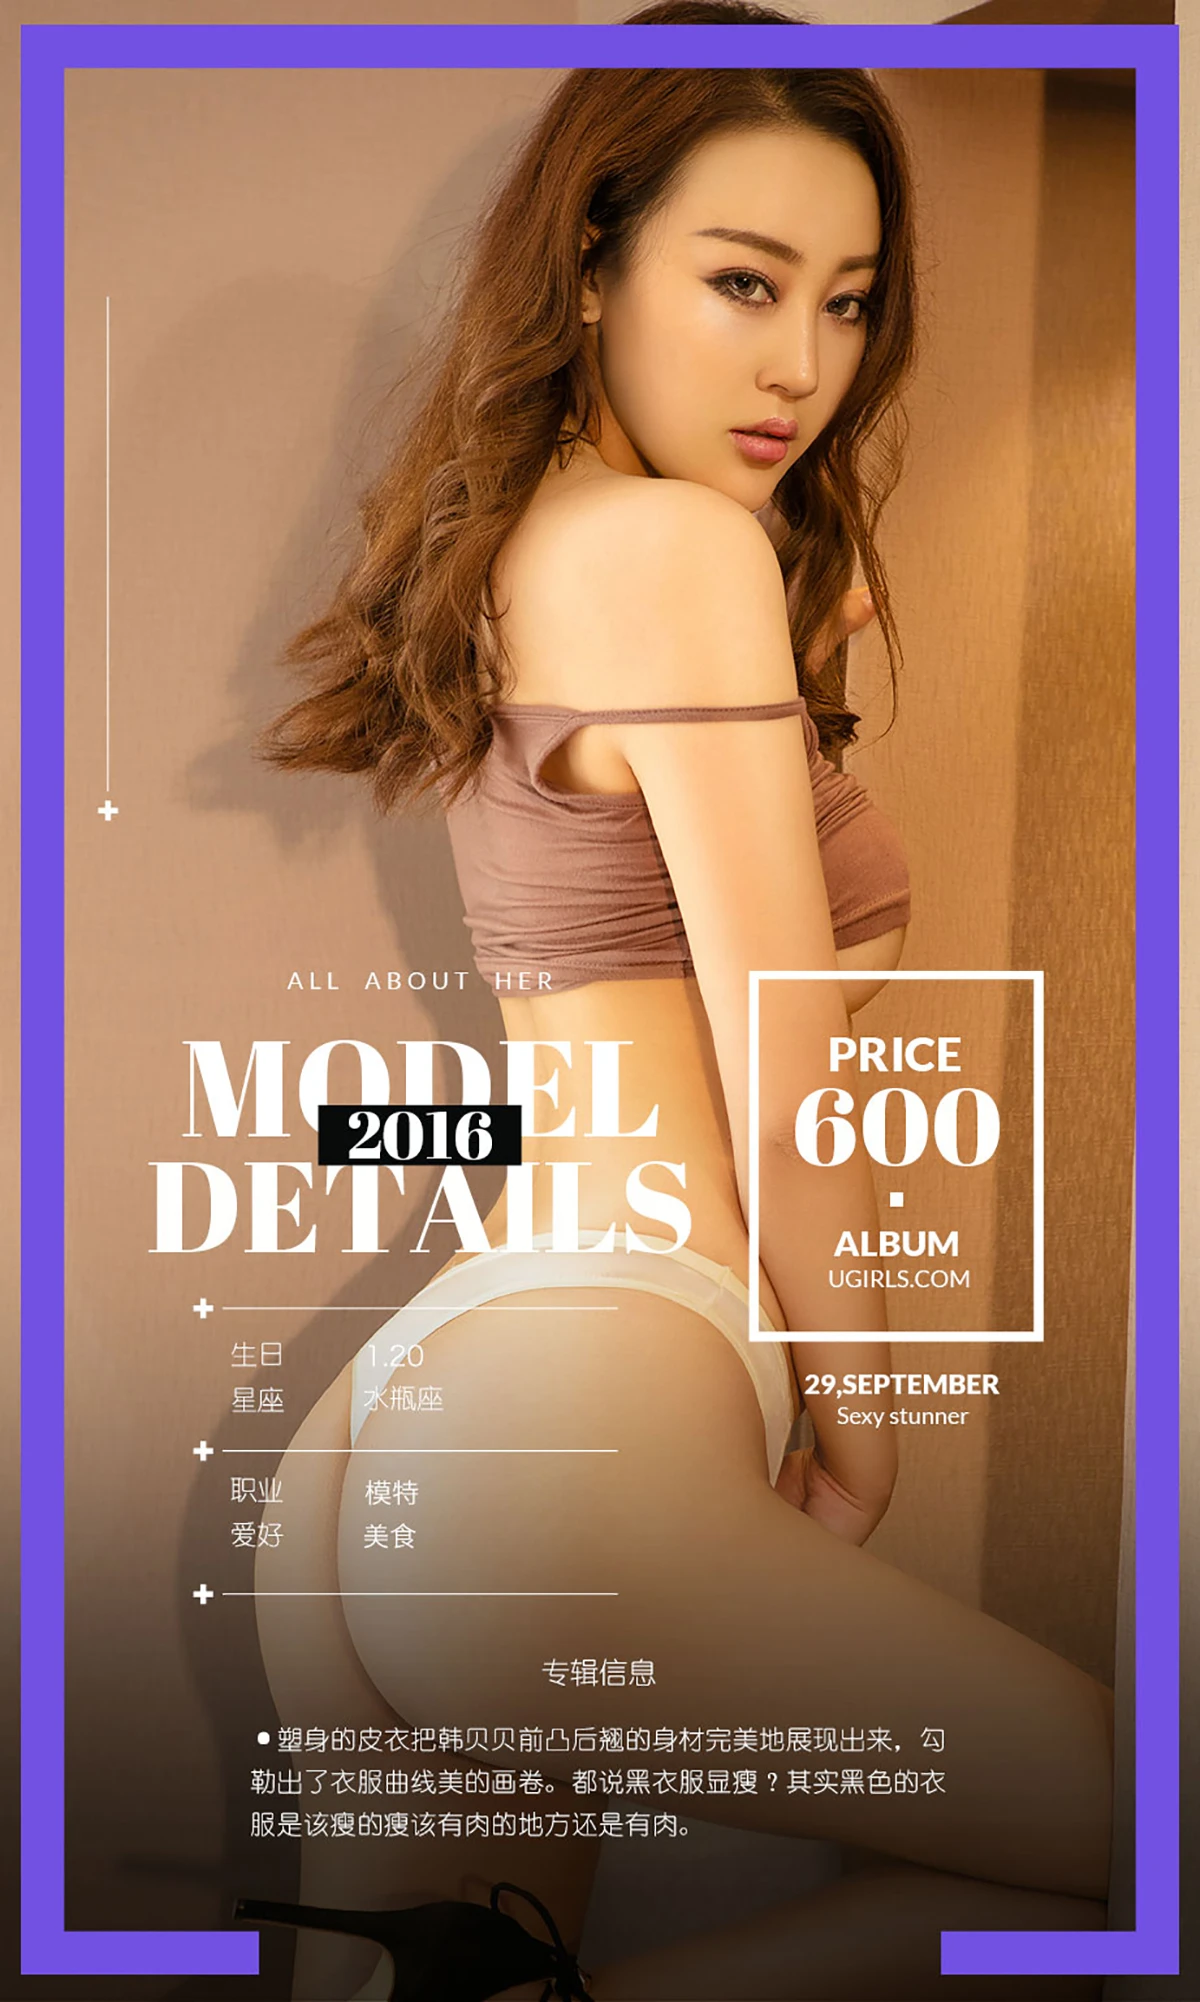 ALL ABOUT HER
MODEL
2016
DETAILS
PRICE
600
ALBUM
UGIRLS.COM
29,SEPTEMBER
Sexy stunner
生日 1.20
星座 水瓶座
职业 模特
爱好 美食
专辑信息
●塑身的皮衣把韩贝贝前凸后翘的身材完美地展现出来，勾
勒出了衣服曲线美的画卷。都说黑衣服显瘦？其实黑色的衣
服是该瘦的瘦该有肉的地方还是有肉。